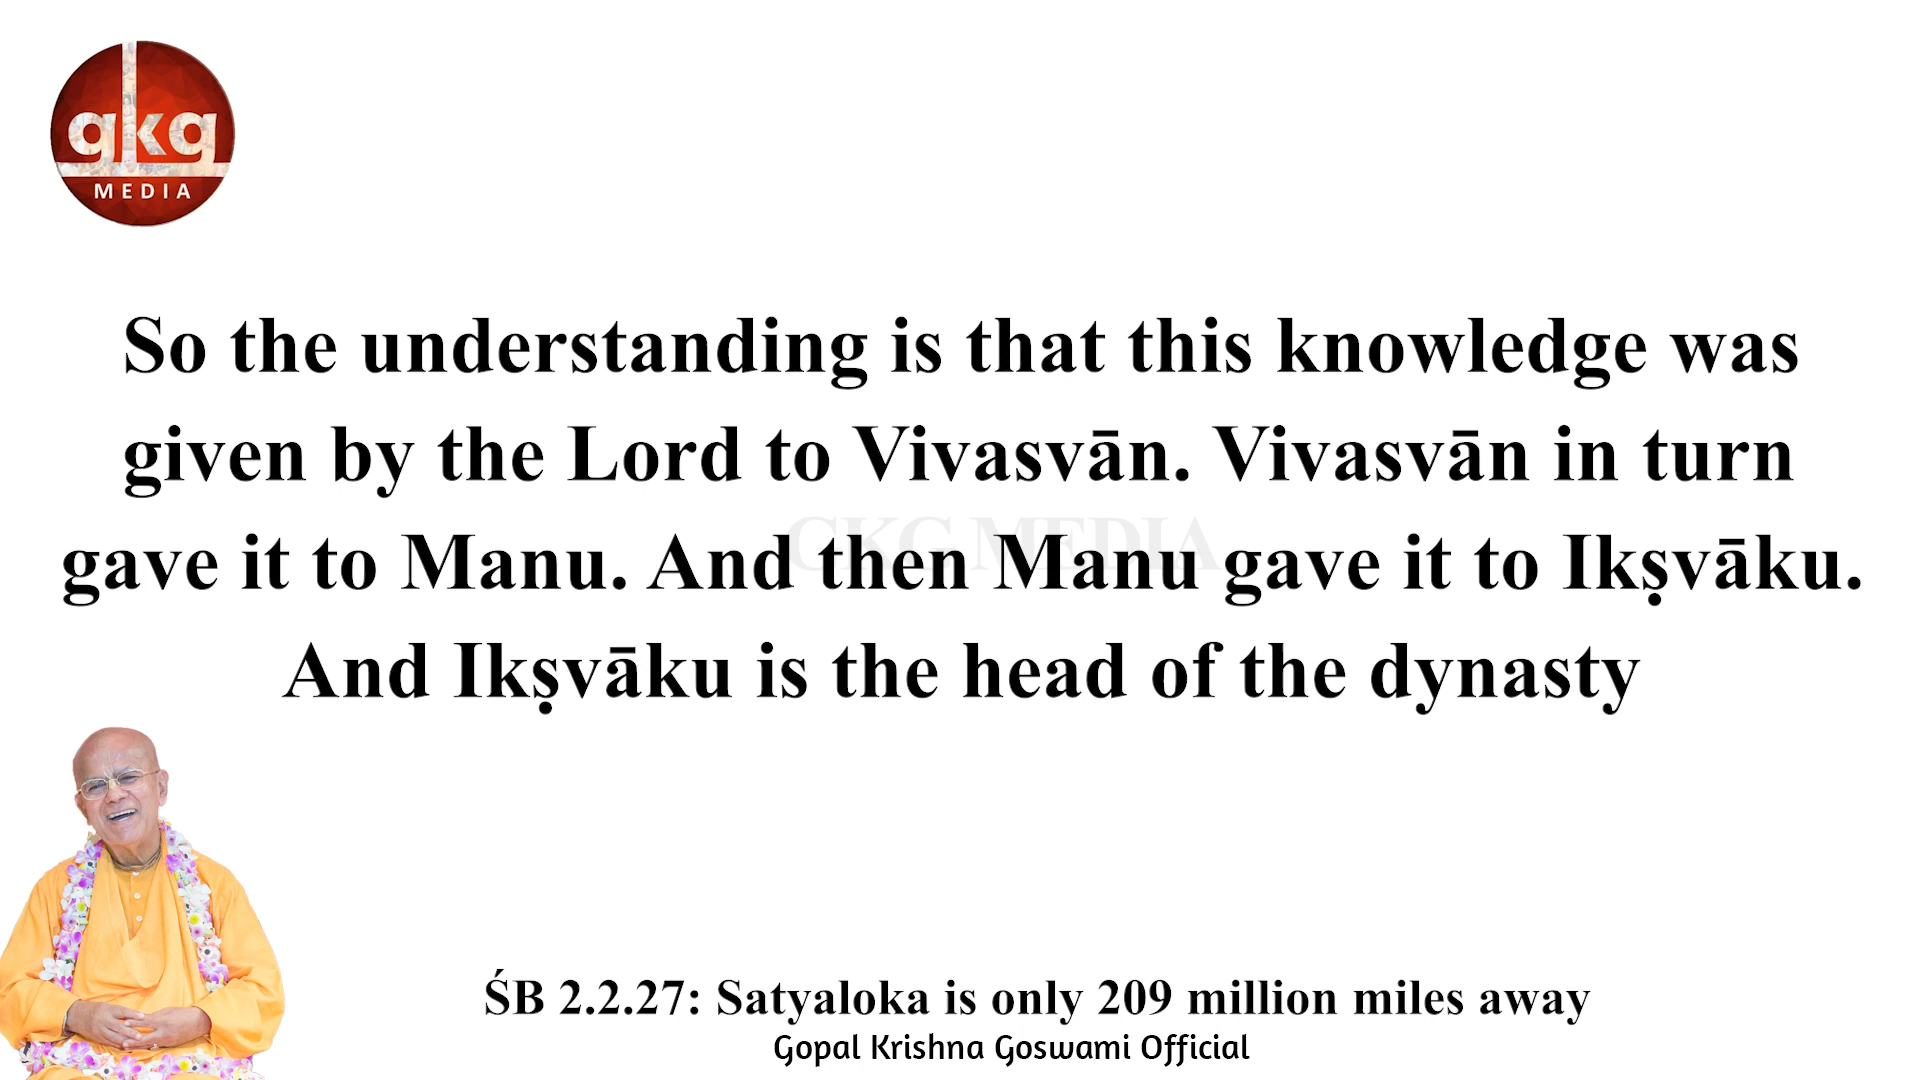 gkg
MEDIA
So the understanding is that this knowledge was
given by the Lord to Vivasvān. Vivasvān in turn
GKG MEDIA
gave it to Manu. And then Manu gave it to Ikṣvāku.
And Ikṣvāku is the head of the dynasty
ŚB 2.2.27: Satyaloka is only 209 million miles away
Gopal Krishna Goswami Official